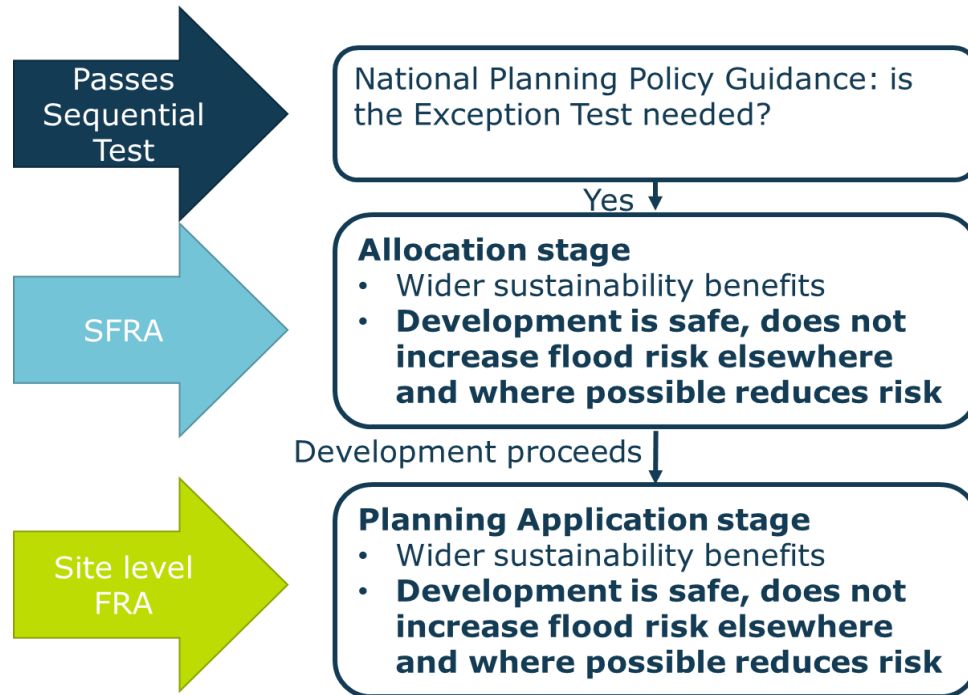 Passes
Sequential
Test
National Planning Policy Guidance: is
the Exception Test needed?
Yes
SFRA
Allocation stage
• Wider sustainability benefits
• Development is safe, does not
increase flood risk elsewhere
and where possible reduces risk
Development proceeds
Site level
FRA
Planning Application stage
• Wider sustainability benefits
• Development is safe, does not
increase flood risk elsewhere
and where possible reduces risk